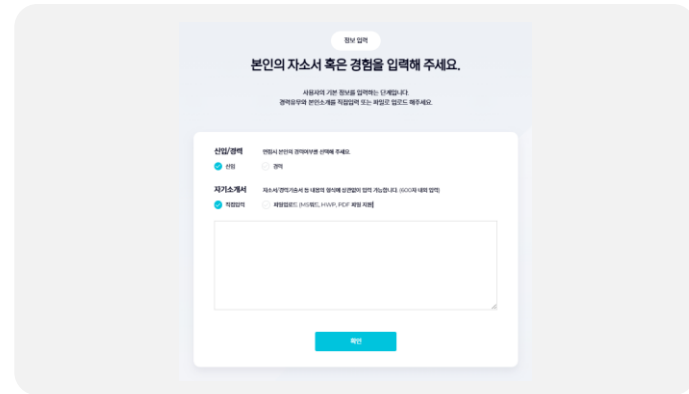 정보 입력
본인의 자소서 혹은 경험을 입력해 주세요.
사용자의 기본 정보를 입력하는 단계입니다.
경력유무와 본인소개를 직접입력 또는 파일로 업로드 해주세요.
신입/경력 면접시 본인의 경력여부를 선택해 주세요.
신입 경력
자기소개서 자소서/경력기술서 등 내용의 형식에 상관없이 입력 가능합니다. (600자 내외 입력)
직접입력 파일업로드 (MS워드, HWP, PDF 파일 지원)
확인